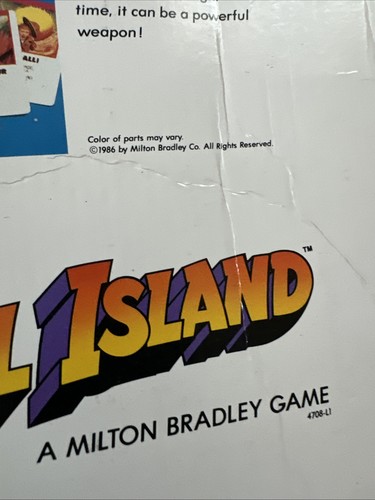 time, it can be a powerful
weapon!
ALL!
Color of parts may vary.
©1986 by Milton Bradley Co. All Rights Reserved.
L ISLAND™
A MILTON BRADLEY GAME
4708-L1